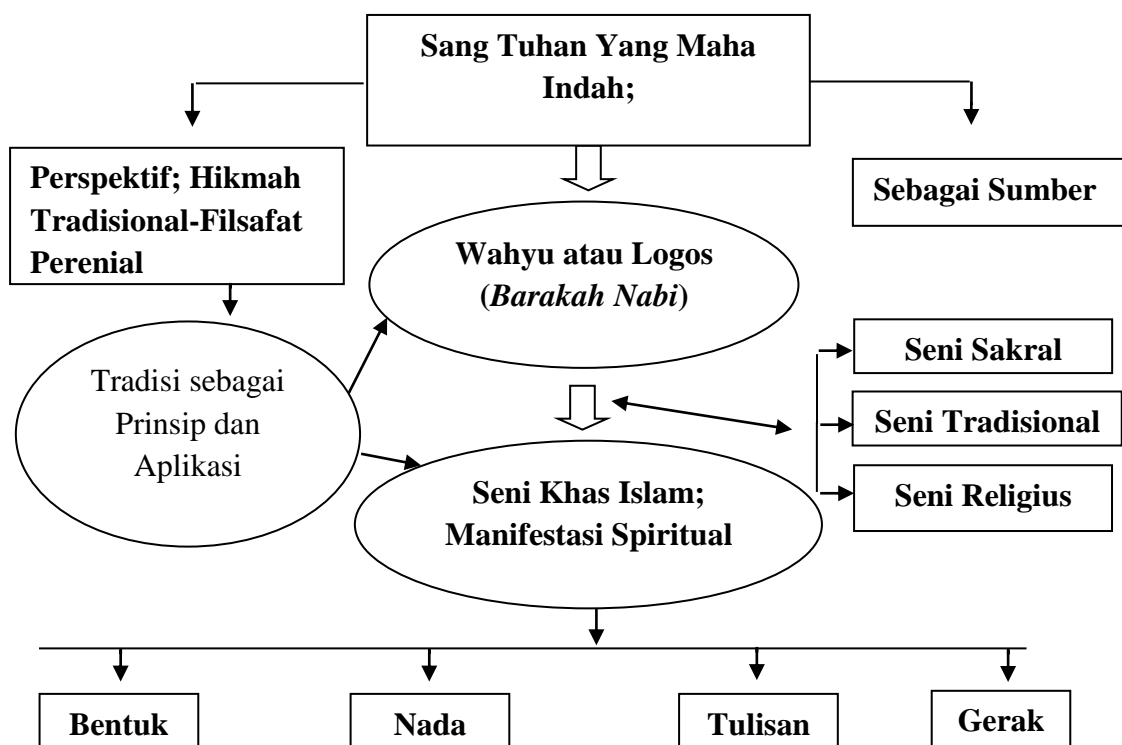 Sang Tuhan Yang Maha
Indah;
Perspektif; Hikmah
Tradisional-Filsafat
Perenial
Sebagai Sumber
Wahyu atau Logos
(Barakah Nabi)
Tradisi sebagai
Prinsip dan
Aplikasi
Seni Sakral
Seni Tradisional
Seni Religius
Seni Khas Islam;
Manifestasi Spiritual
Bentuk
Nada
Tulisan
Gerak